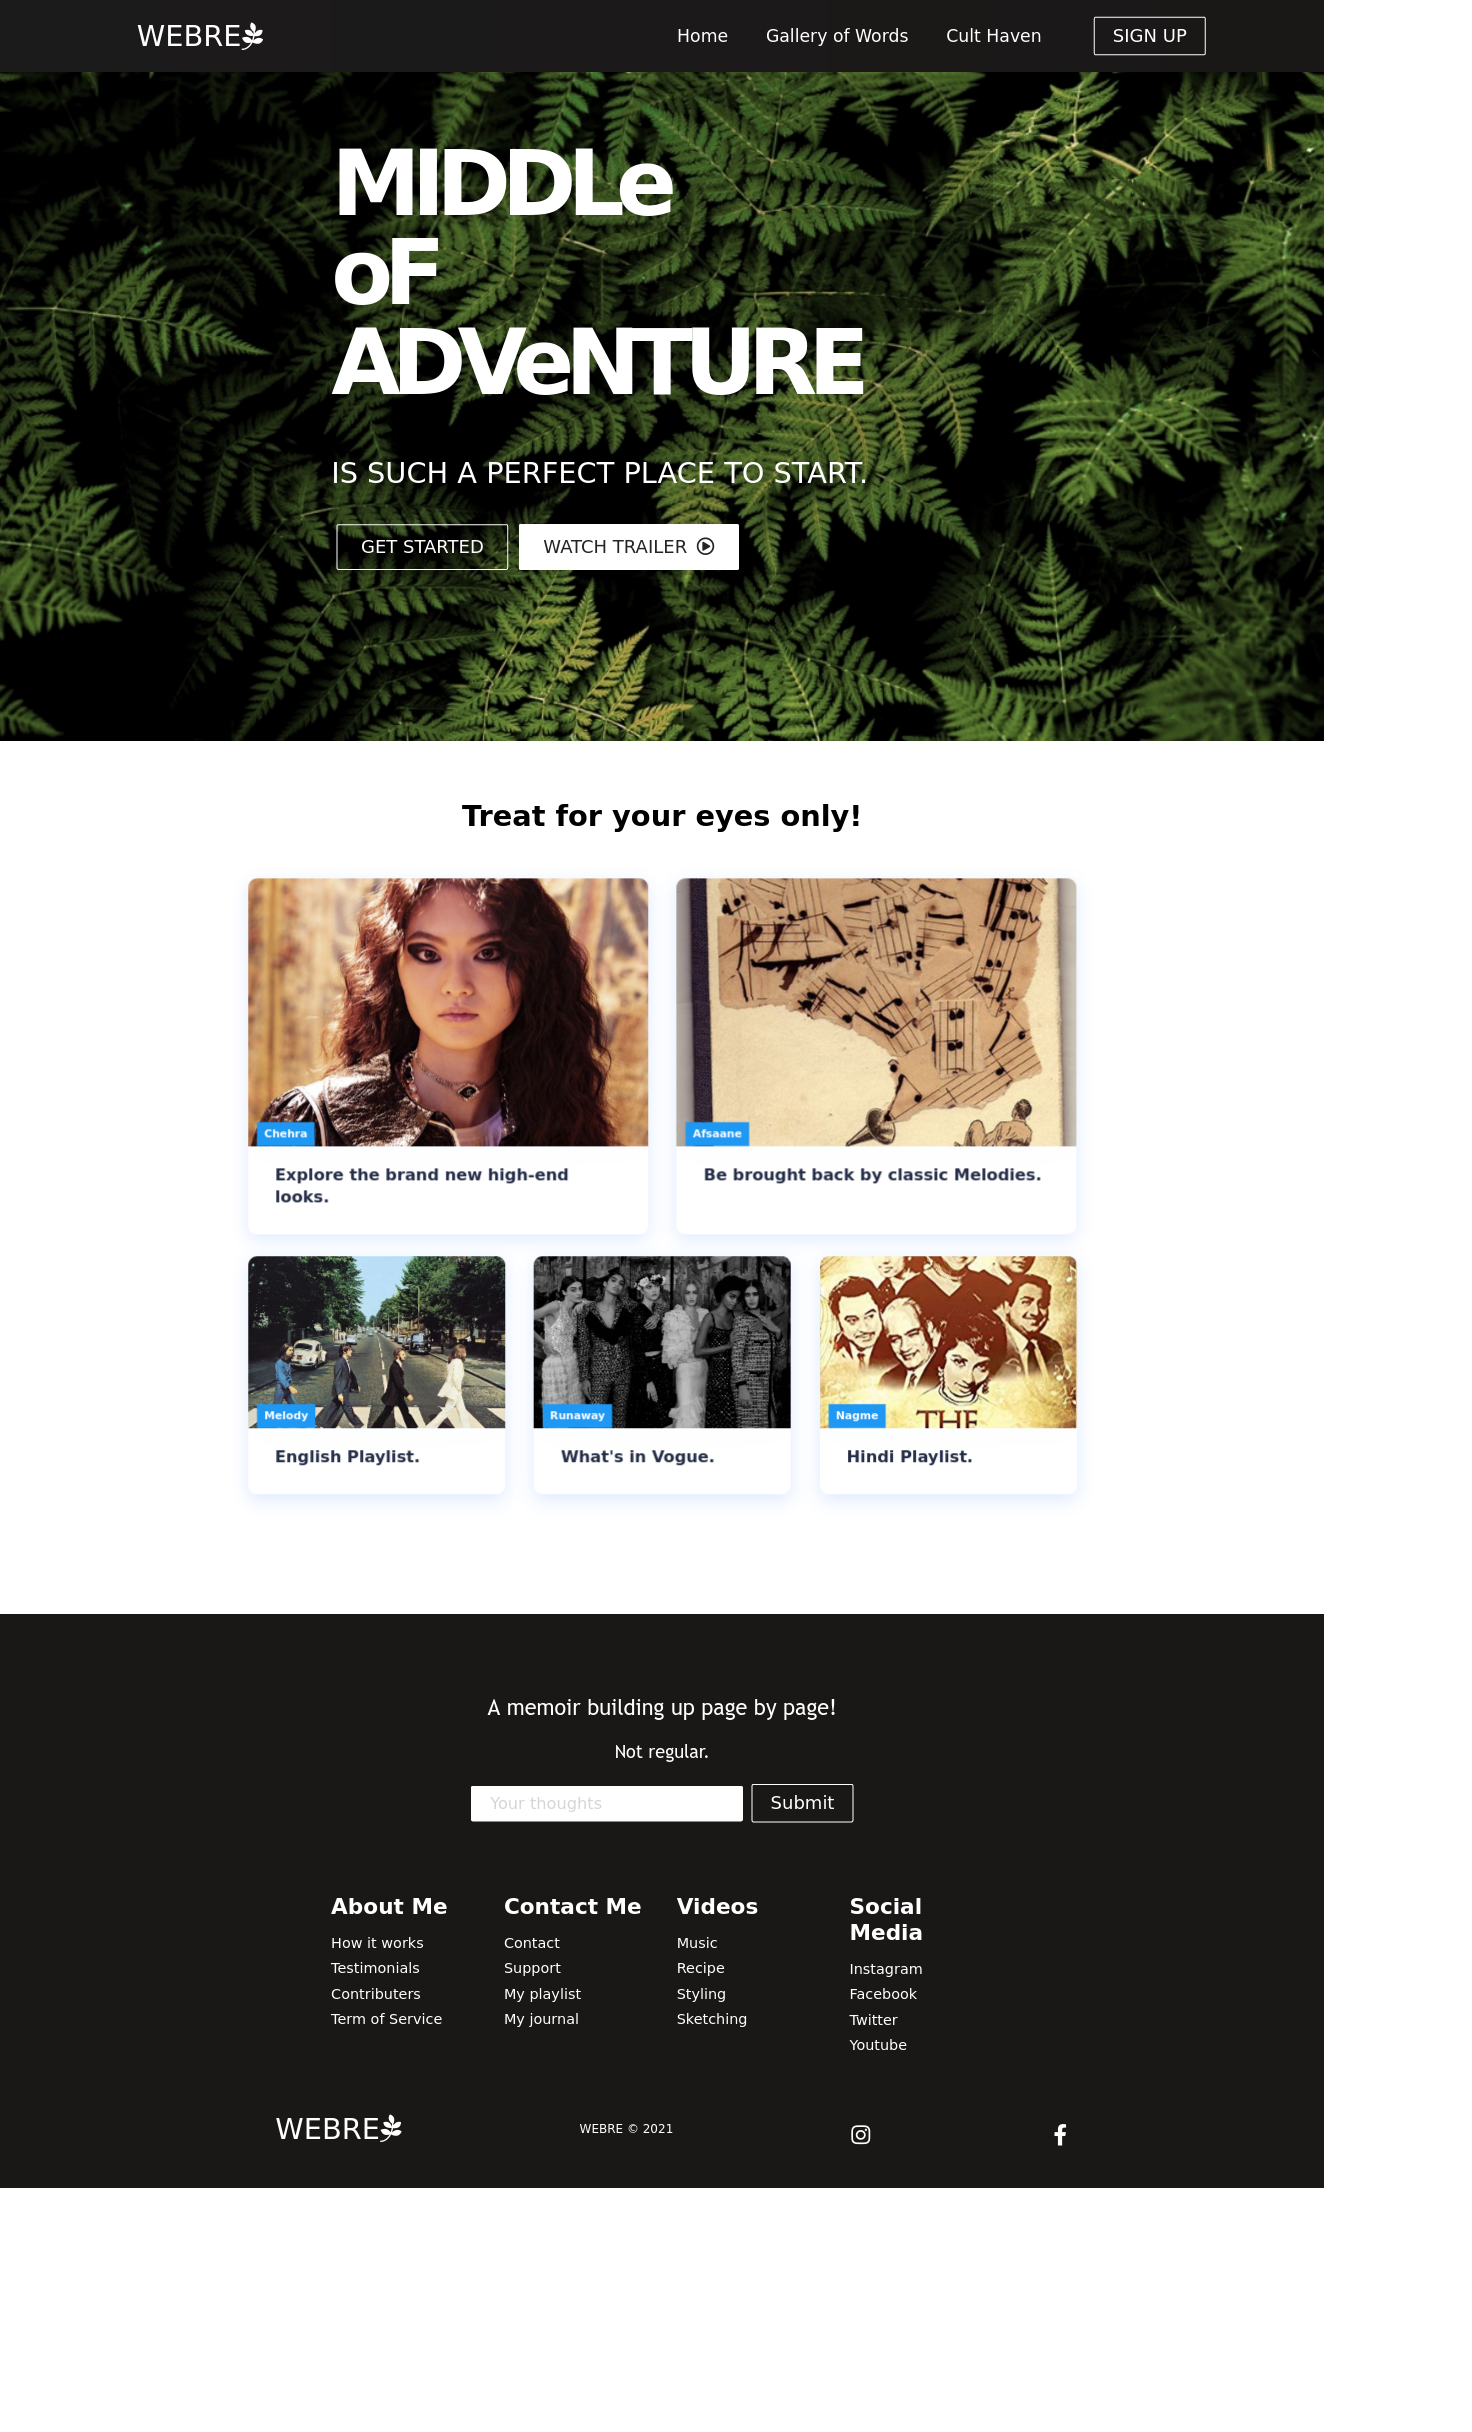 WEBRE
Home
Gallery of Words
Cult Haven
SIGN UP
MIDDLe
oF
ADVeNTURE
IS SUCH A PERFECT PLACE TO START.
GET STARTED
WATCH TRAILER
Treat for your eyes only!
Chehra
Explore the brand new high-end
looks.
Afsaane
Be brought back by classic Melodies.
Melody
English Playlist.
Runaway
What's in Vogue.
THE
Nagme
Hindi Playlist.
A memoir building up page by page!
Not regular.
Your thoughts
Submit
About Me
How it works
Testimonials
Contributers
Term of Service
Contact Me
Contact
Support
My playlist
My journal
Videos
Music
Recipe
Styling
Sketching
Social
Media
Instagram
Facebook
Twitter
Youtube
WEBRE
WEBRE © 2021